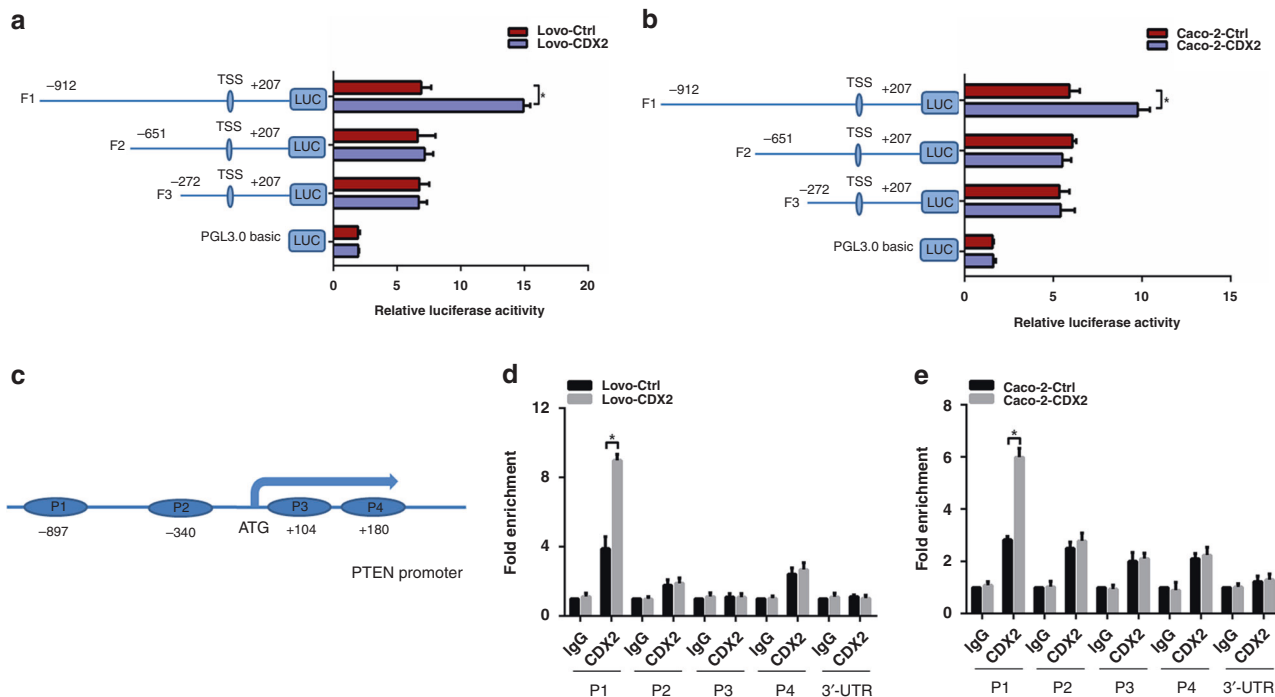 a
Lovo-Ctrl
Lovo-CDX2
−912
TSS
+207
F1
LUC
*
−651
TSS
+207
F2
LUC
−272
TSS
+207
F3
LUC
PGL3.0 basic
LUC
0
5
10
15
20
Relative luciferase acitivity
b
Caco-2-Ctrl
Caco-2-CDX2
−912
TSS
+207
F1
LUC
*
−651
TSS
+207
F2
LUC
−272
TSS
+207
F3
LUC
PGL3.0 basic
LUC
0
5
10
15
Relative luciferase activity
c
P1
P2
P3
P4
−897
−340
ATG
+104
+180
PTEN promoter
d
Lovo-Ctrl
Lovo-CDX2
Fold enrichment
12
8
4
0
*
IgG
CDX2
IgG
CDX2
IgG
CDX2
IgG
CDX2
IgG
CDX2
P1
P2
P3
P4
3′-UTR
e
Caco-2-Ctrl
Caco-2-CDX2
Fold enrichment
8
6
4
2
0
*
IgG
CDX2
IgG
CDX2
IgG
CDX2
IgG
CDX2
IgG
CDX2
P1
P2
P3
P4
3′-UTR